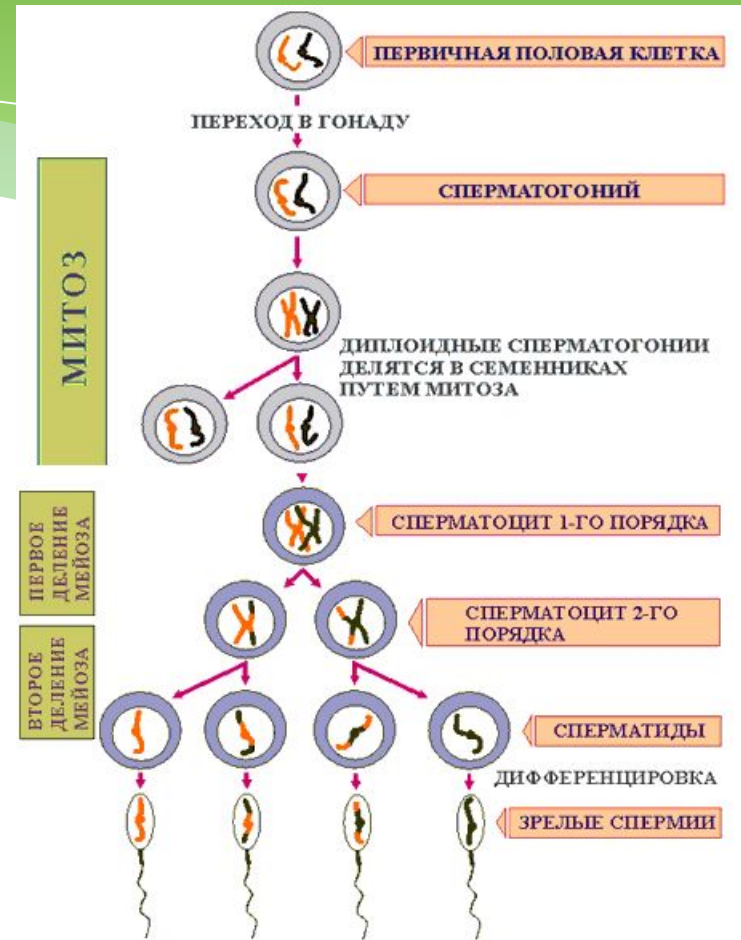 ПЕРВИЧНАЯ ПОЛОВАЯ КЛЕТКА
ПЕРЕХОД В ГОНАДУ
СПЕРМАТОГОНИЙ
МИТОЗ
ДИПЛОИДНЫЕ СПЕРМАТОГОНИИ
ДЕЛЯТСЯ В СЕМЕННИКАХ
ПУТЕМ МИТОЗА
ПЕРВОЕ
ДЕЛЕНИЕ
МЕЙОЗА
СПЕРМАТОЦИТ 1-ГО ПОРЯДКА
СПЕРМАТОЦИТ 2-ГО
ПОРЯДКА
ВТОРОЕ
ДЕЛЕНИЕ
МЕЙОЗА
СПЕРМАТИДЫ
ДИФФЕРЕНЦИРОВКА
ЗРЕЛЫЕ СПЕРМИИ